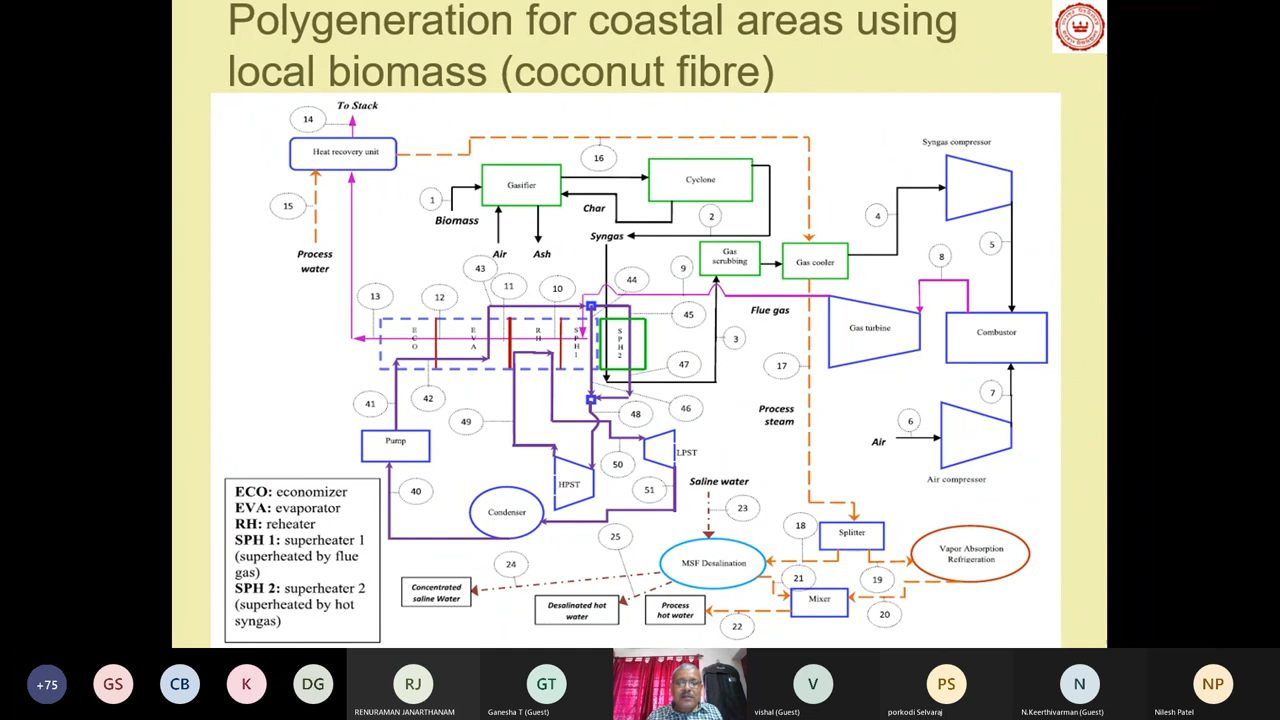 Polygeneration for coastal areas using
local biomass (coconut fibre)
To Stack
14
Heat recovery unit
16
15
Process
water
1
Biomass
Gasifier
Air
Ash
Char
Cyclone
2
Syngas
Gas
scrubbing
Gas cooler
Syngas compressor
4
5
8
Combustor
Gas turbine
Flue gas
9
3
17
7
6
Air
Air compressor
43
44
11
10
12
13
45
ECO
EVA
RH
SPH1
SPH2
47
46
42
41
49
48
Pump
50
LPST
HPST
51
40
Condenser
Process
steam
Saline water
23
25
24
18
Splitter
19
Vapor Absorption
Refrigeration
MSF Desalination
21
Mixer
20
22
Concentrated
saline Water
Desalinated hot
water
Process
hot water
ECO: economizer
EVA: evaporator
RH: reheater
SPH 1: superheater 1
(superheated by flue
gas)
SPH 2: superheater 2
(superheated by hot
syngas)
+75
GS
CB
K
DG
RJ
RENURAMAN JANARTHANAM
GT
Ganesha T (Guest)
V
vishal (Guest)
PS
porkodi Selvaraj
N
N.Keerthivarman (Guest)
NP
Nilesh Patel